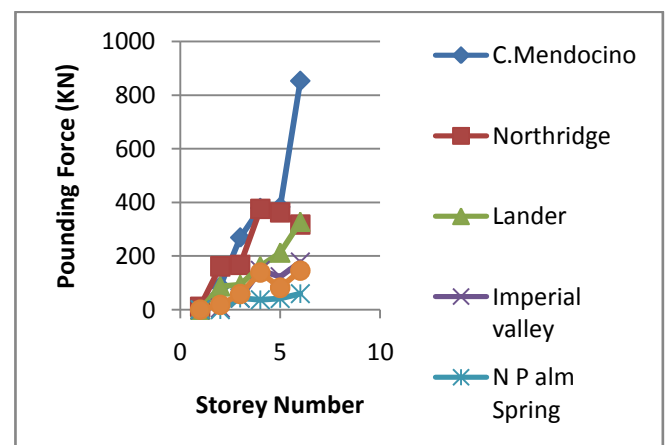 1000
800
600
400
200
0
0 5 10
Pounding Force (KN)
Storey Number
C.Mendocino
Northridge
Lander
Imperial
valley
N P alm
Spring